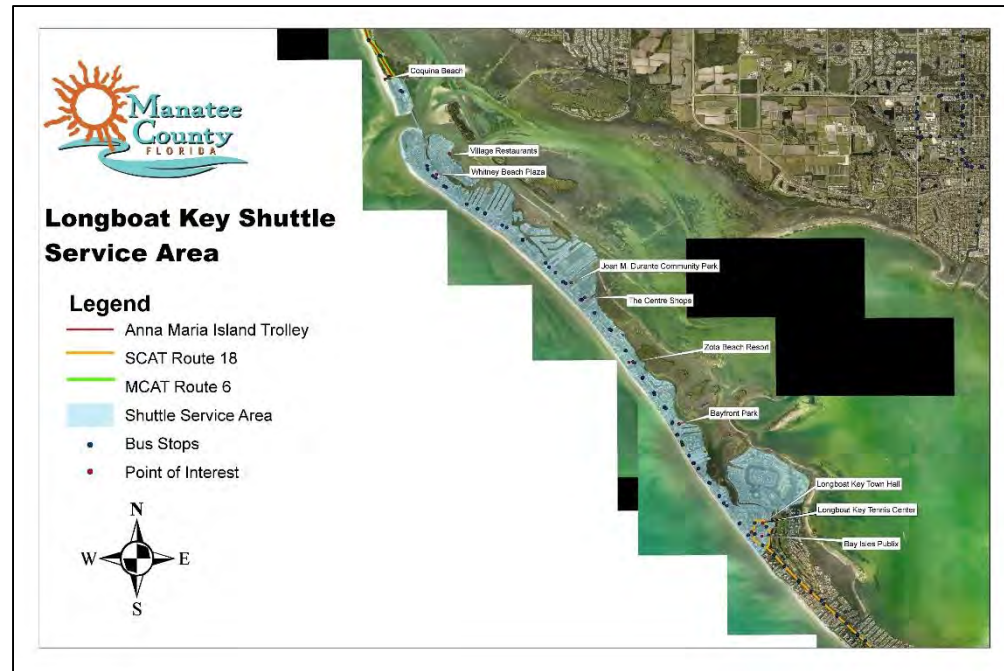 Manatee
County
FLORIDA
Longboat Key Shuttle
Service Area
Legend
Anna Maria Island Trolley
SCAT Route 18
MCAT Route 6
Shuttle Service Area
Bus Stops
Point of Interest
N
W
E
S
Coquina Beach
Village Restaurants
Whitney Beach Plaza
Joan M. Durante Community Park
The Centre Shops
Zota Beach Resort
Bayfront Park
Longboat Key Town Hall
Longboat Key Tennis Center
Bay Isles Publix